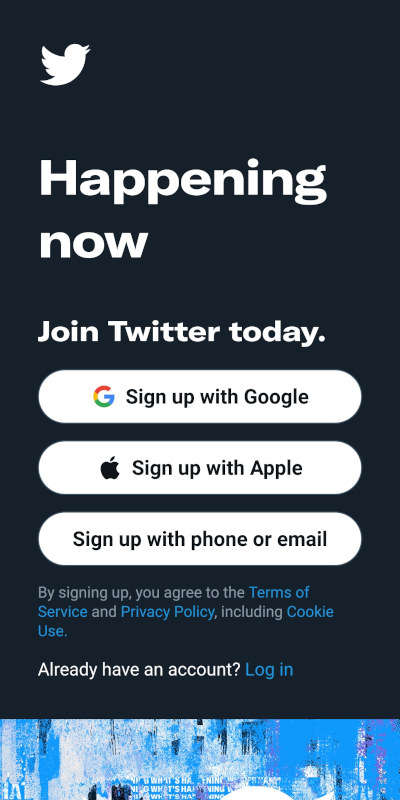 Happening
now
Join Twitter today.
Sign up with Google
Sign up with Apple
Sign up with phone or email
By signing up, you agree to the Terms of
Service and Privacy Policy, including Cookie
Use.
Already have an account? Log in